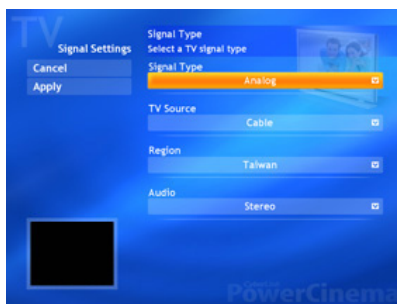 TV
Signal Settings
Cancel
Apply
Signal Type
Select a TV signal type
Signal Type
Analog
TV Source
Cable
Region
Taiwan
Audio
Stereo
CyberLink
PowerCinema